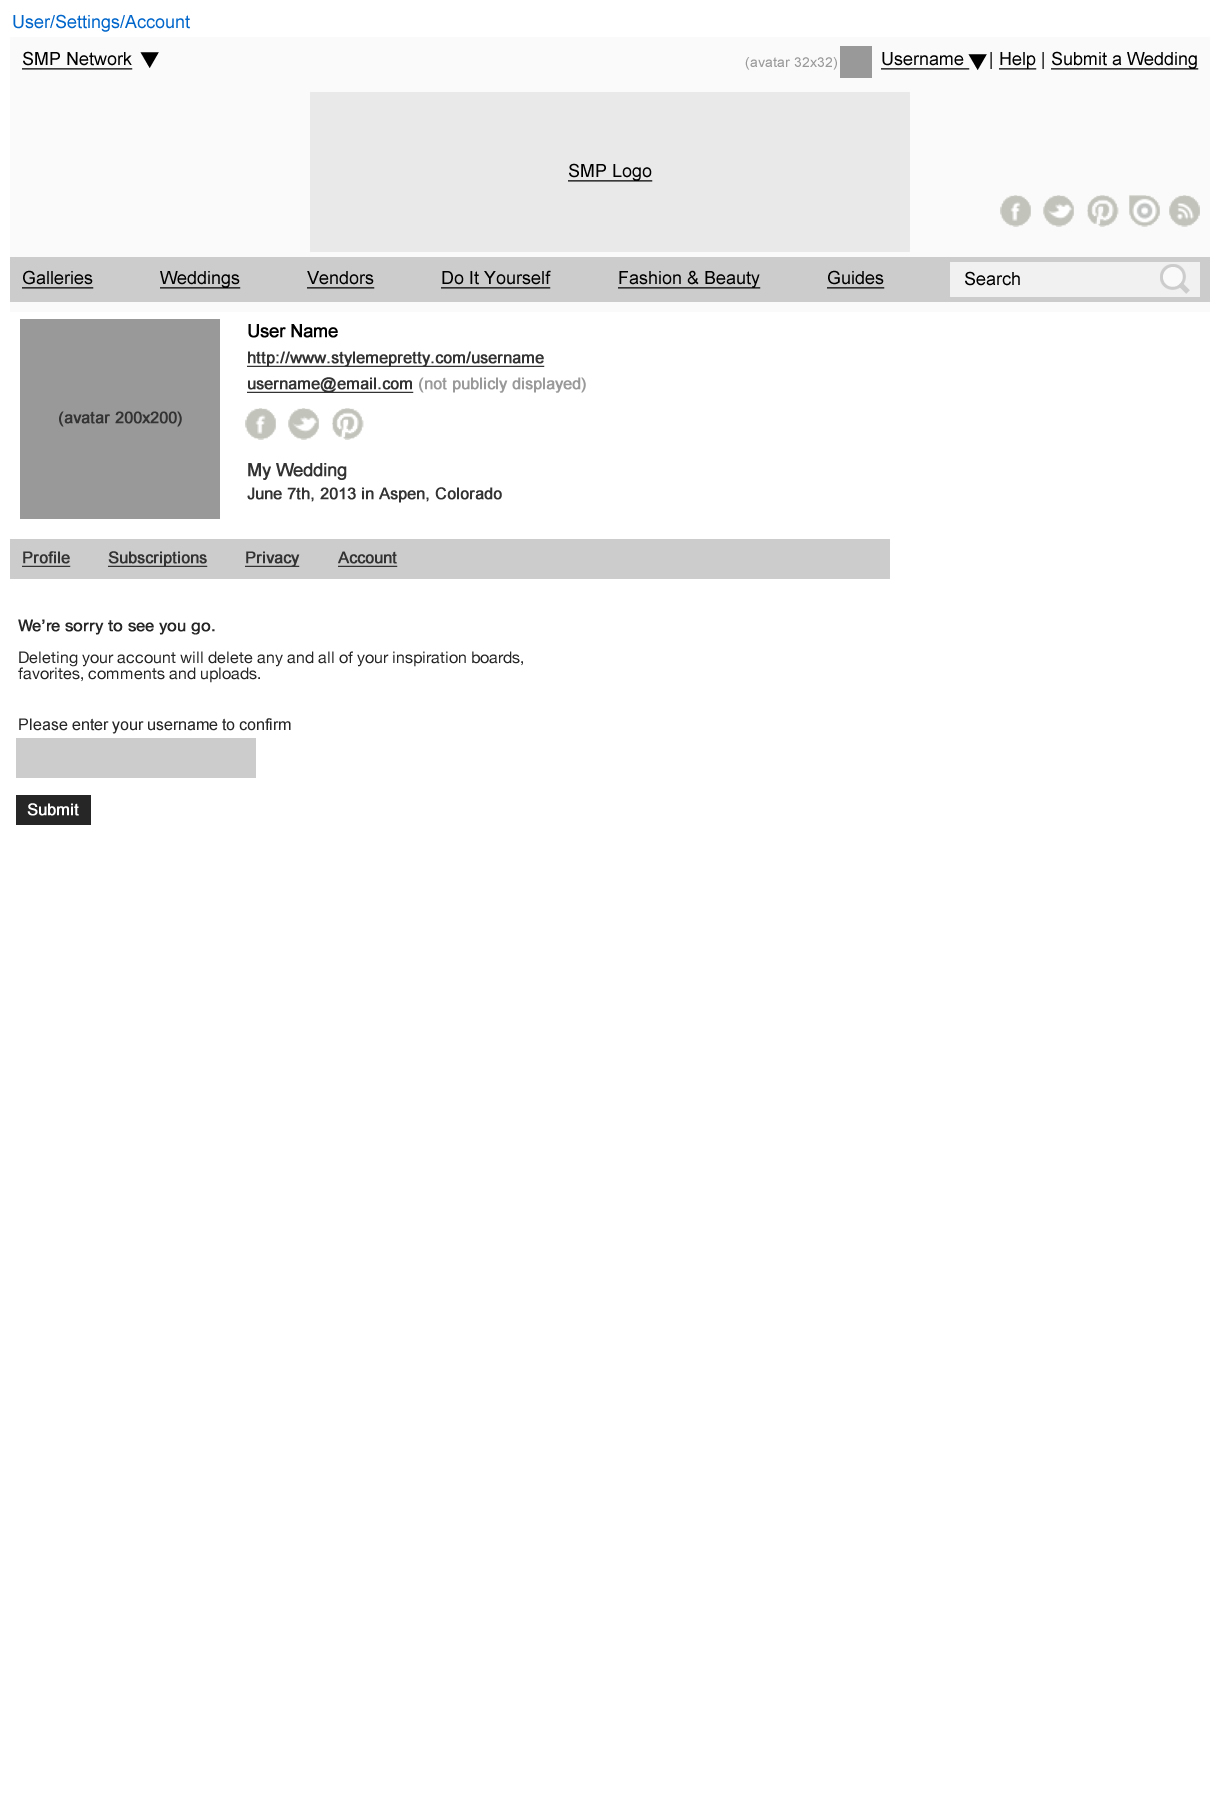 User/Settings/Account
SMP Network
(avatar 32x32) Username | Help | Submit a Wedding
SMP Logo
Galleries Weddings Vendors Do It Yourself Fashion & Beauty Guides Search
(avatar 200x200)
User Name
http://www.stylemepretty.com/username
username@email.com (not publicly displayed)
My Wedding
June 7th, 2013 in Aspen, Colorado
Profile Subscriptions Privacy Account
We're sorry to see you go.
Deleting your account will delete any and all of your inspiration boards,
favorites, comments and uploads.
Please enter your username to confirm
Submit